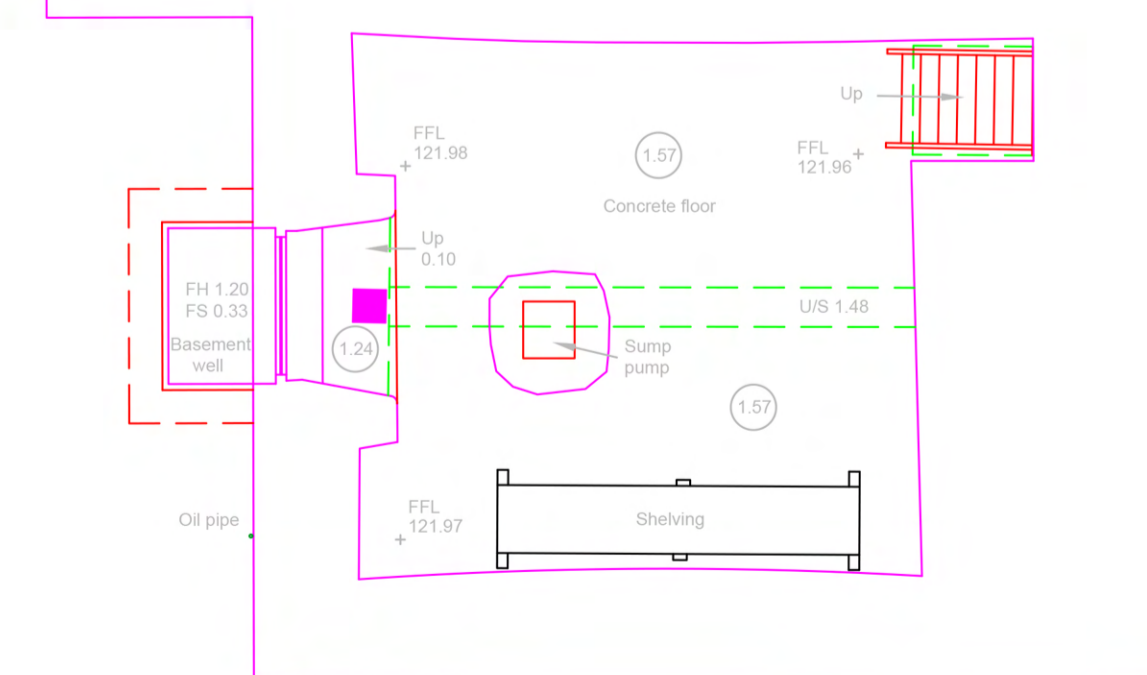 Up
FFL
121.98
1.57
FFL
121.96
Concrete floor
Up
0.10
FH 1.20
FS 0.33
Basement
well
1.24
U/S 1.48
Sump
pump
1.57
FFL
121.97
Shelving
Oil pipe